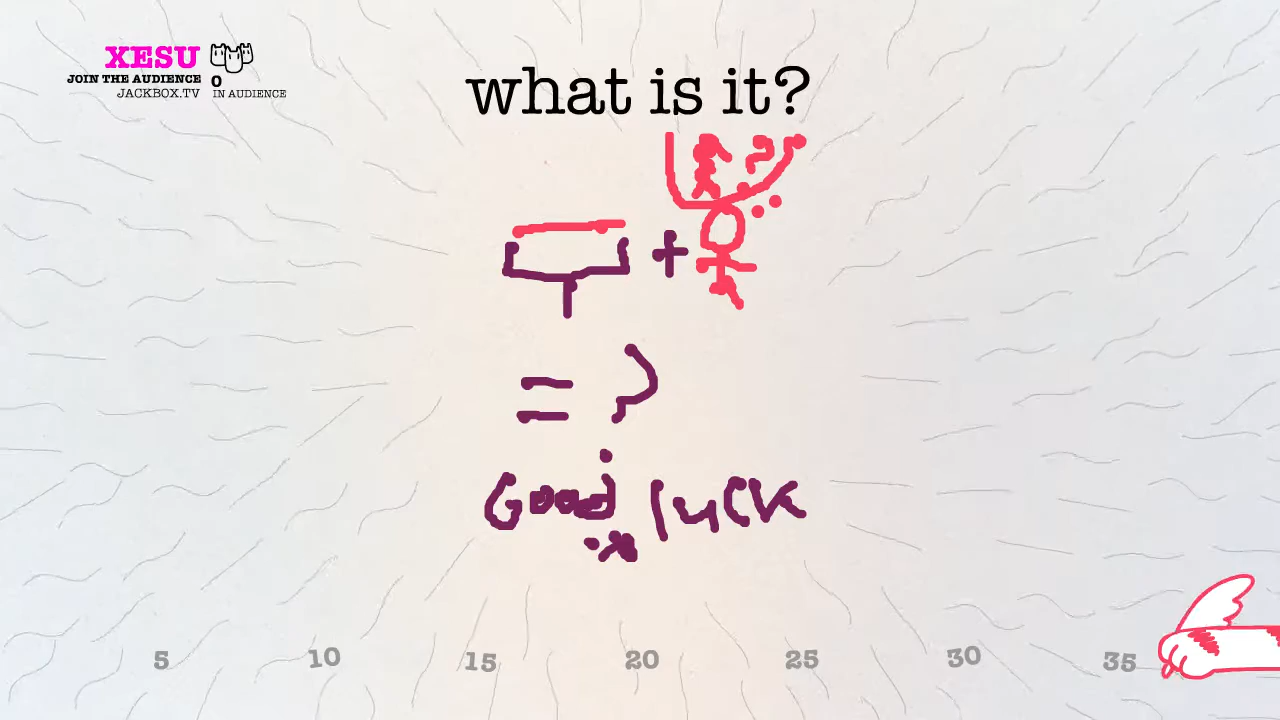 XESU
JOIN THE AUDIENCE 0
JACKBOX.TV IN AUDIENCE
what is it?
+
= ?
Good luck
5 10 15 20 25 30 35